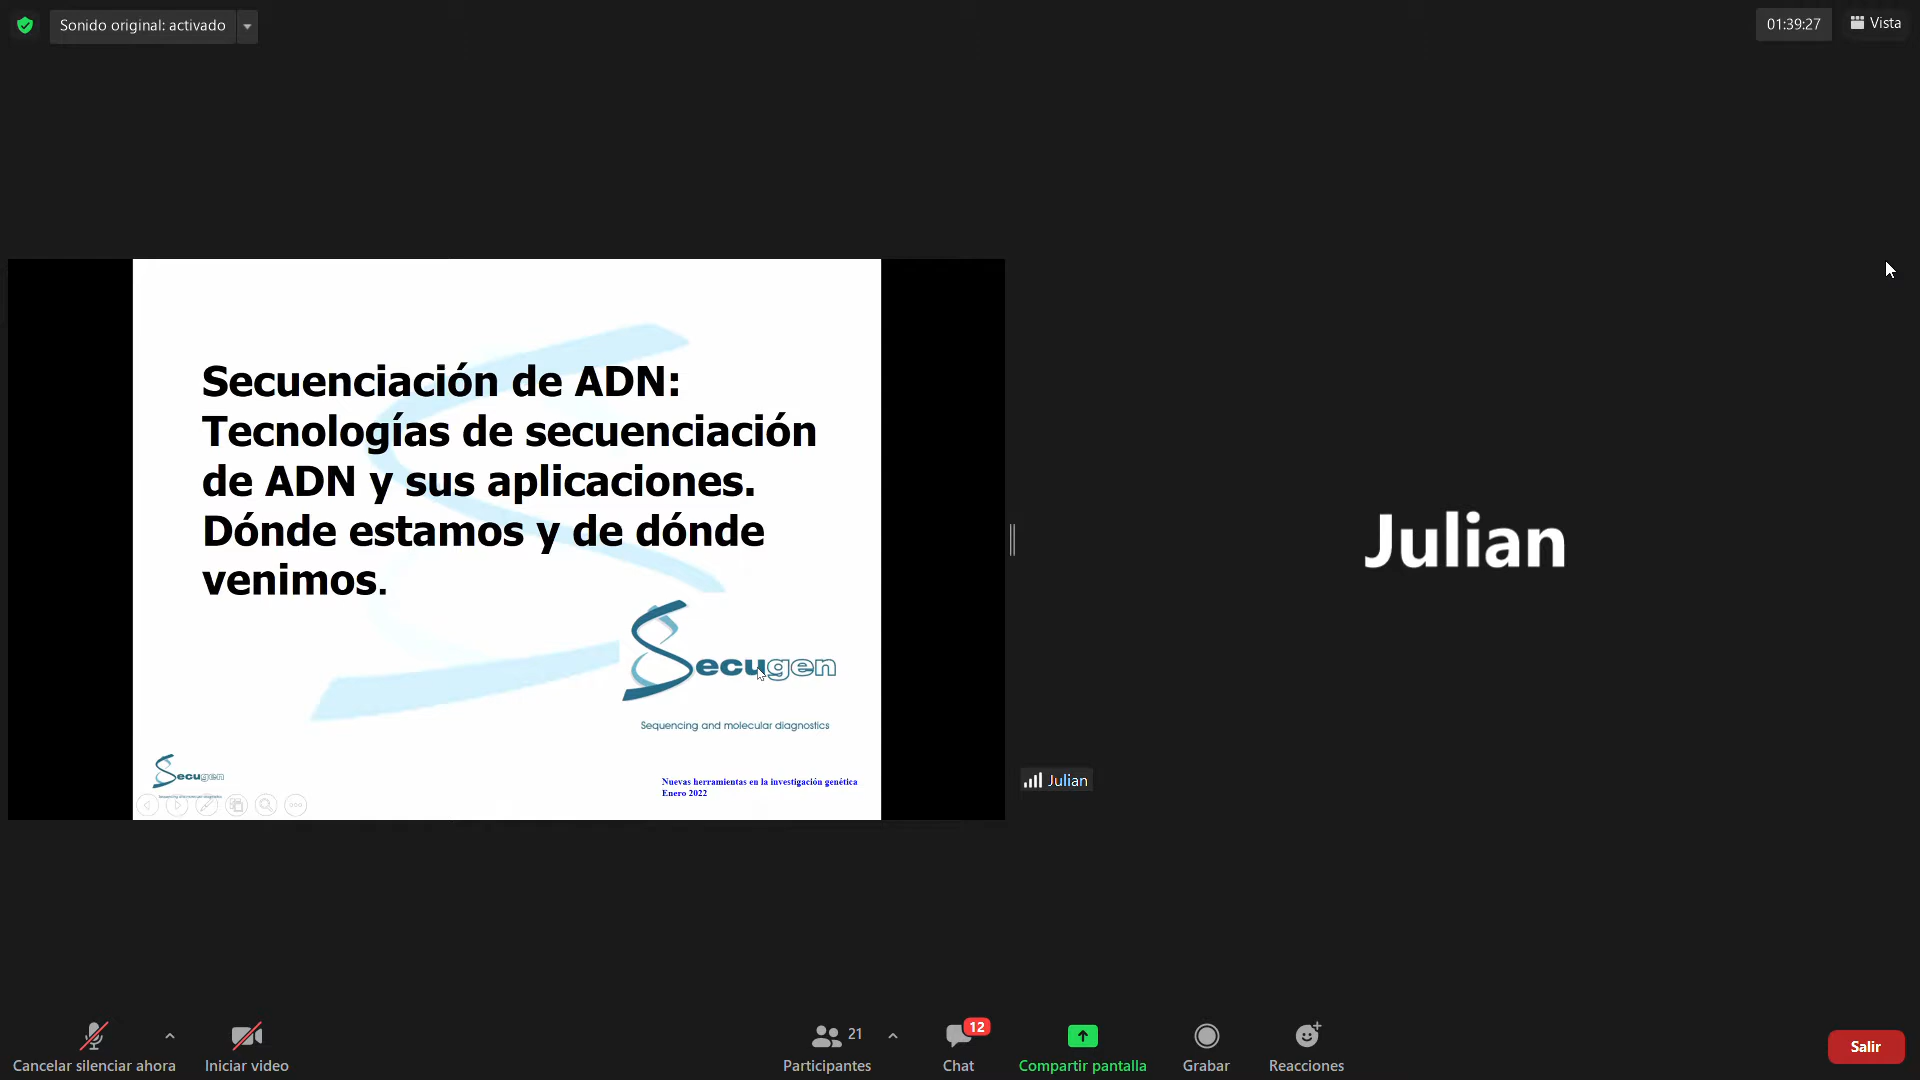 Sonido original: activado
01:39:27
Vista
Secuenciación de ADN:
Tecnologías de secuenciación
de ADN y sus aplicaciones.
Dónde estamos y de dónde
venimos.
Secugen
Sequencing and molecular diagnostics
Secugen
Nuevas herramientas en la investigación genética
Enero 2022
Julian
Julian
Cancelar silenciar ahora
Iniciar video
21
Participantes
12
Chat
Compartir pantalla
Grabar
Reacciones
Salir